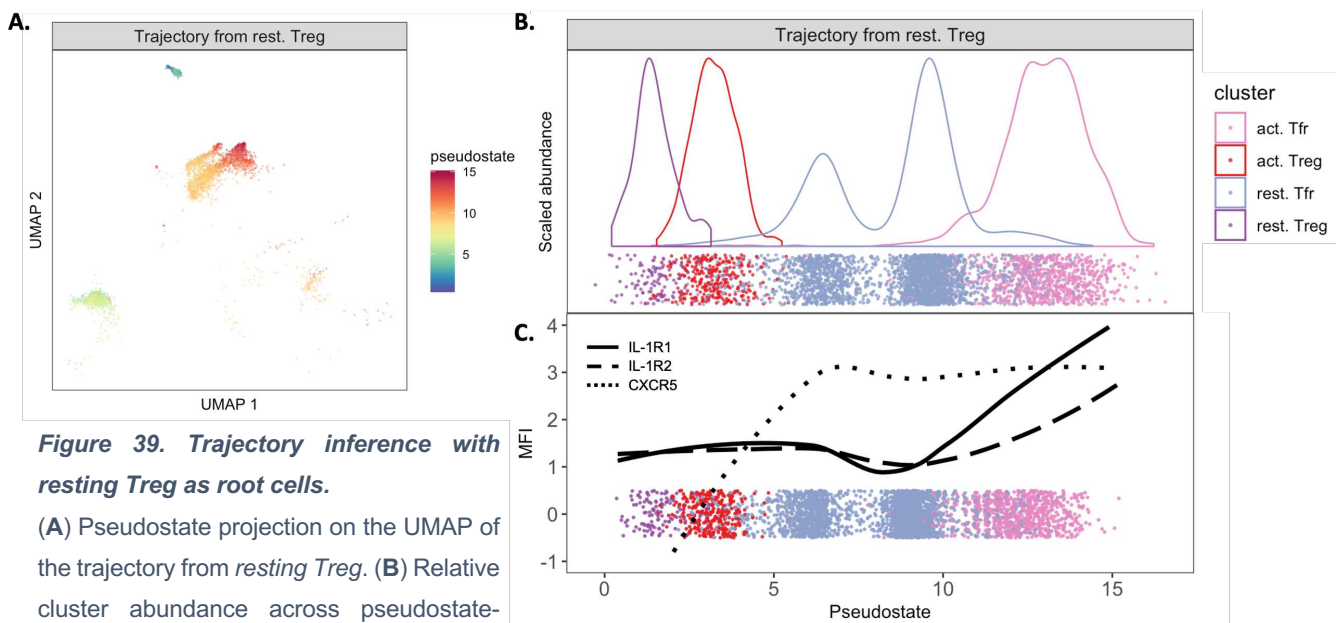 A.
Trajectory from rest. Treg
UMAP 2
UMAP 1
pseudostate
15
10
5
B.
Trajectory from rest. Treg
Scaled abundance
cluster
act. Tfr
act. Treg
rest. Tfr
rest. Treg
C.
IL-1R1
IL-1R2
CXCR5
MFI
4
3
2
1
0
-1
0
5
10
15
Pseudostate
Figure 39. Trajectory inference with
resting Treg as root cells.
(A) Pseudostate projection on the UMAP of
the trajectory from resting Treg. (B) Relative
cluster abundance across pseudostate-